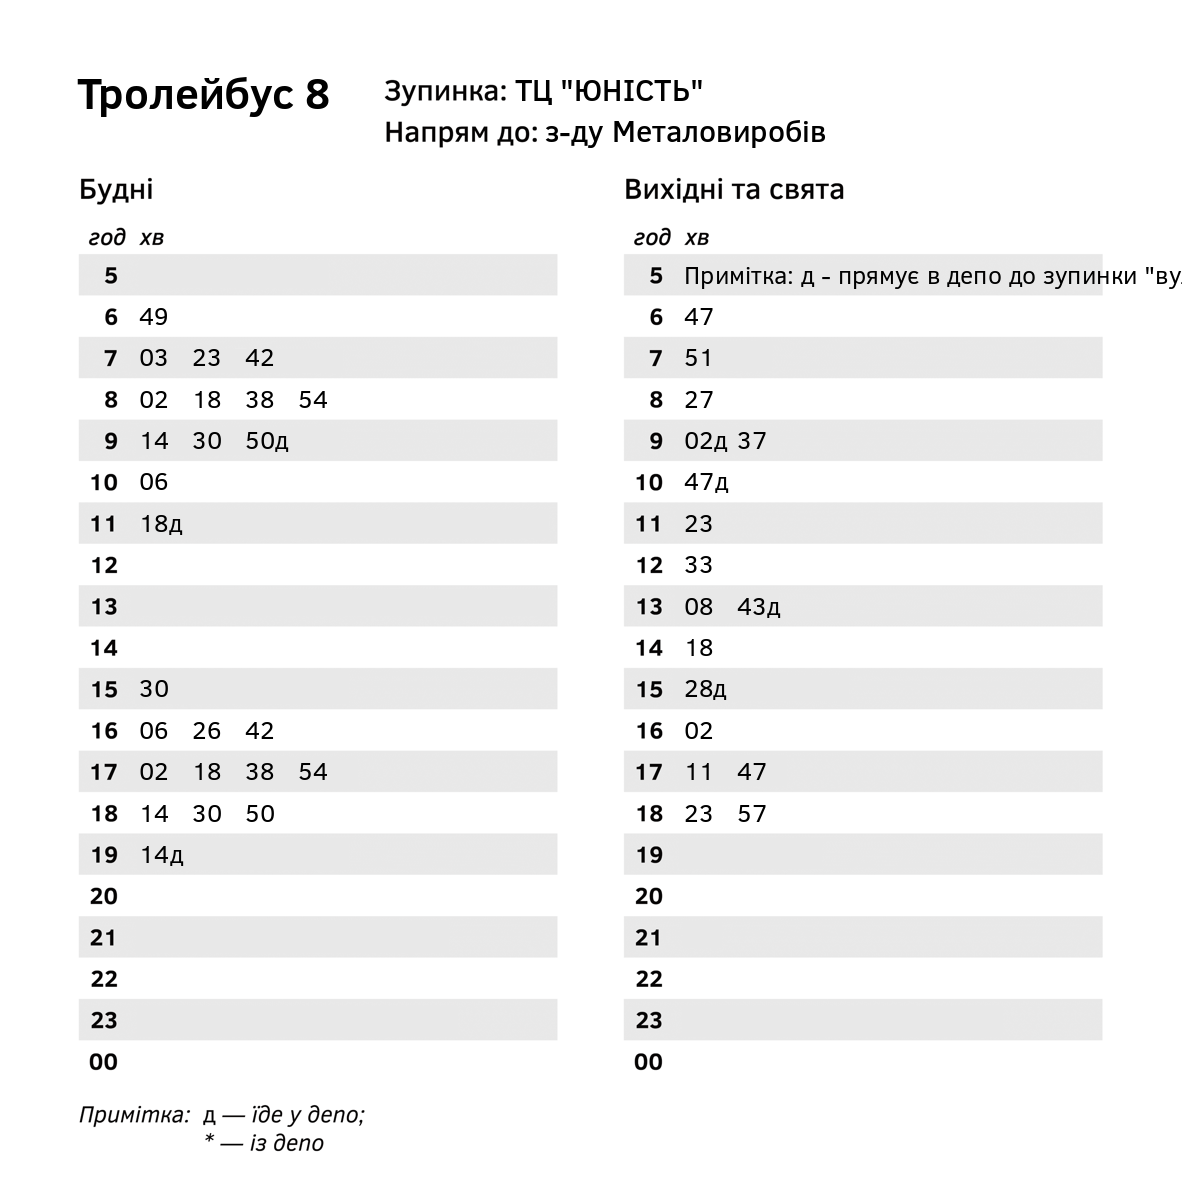 Тролейбус 8
Зупинка: ТЦ "ЮНІСТЬ"
Напрям до: з-ду Металовиробів
Будні
год хв
5
6 49
7 03 23 42
8 02 18 38 54
9 14 30 50д
10 06
11 18д
12
13
14
15 30
16 06 26 42
17 02 18 38 54
18 14 30 50
19 14д
20
21
22
23
00
Вихідні та свята
год хв
5 Примітка: д - прямує в депо до зупинки
6 47
7 51
8 27
9 02д 37
10 47д
11 23
12 33
13 08 43д
14 18
15 28д
16 02
17 11 47
18 23 57
19
20
21
22
23
00
Примітка: д — їде у депо;
* — із депо